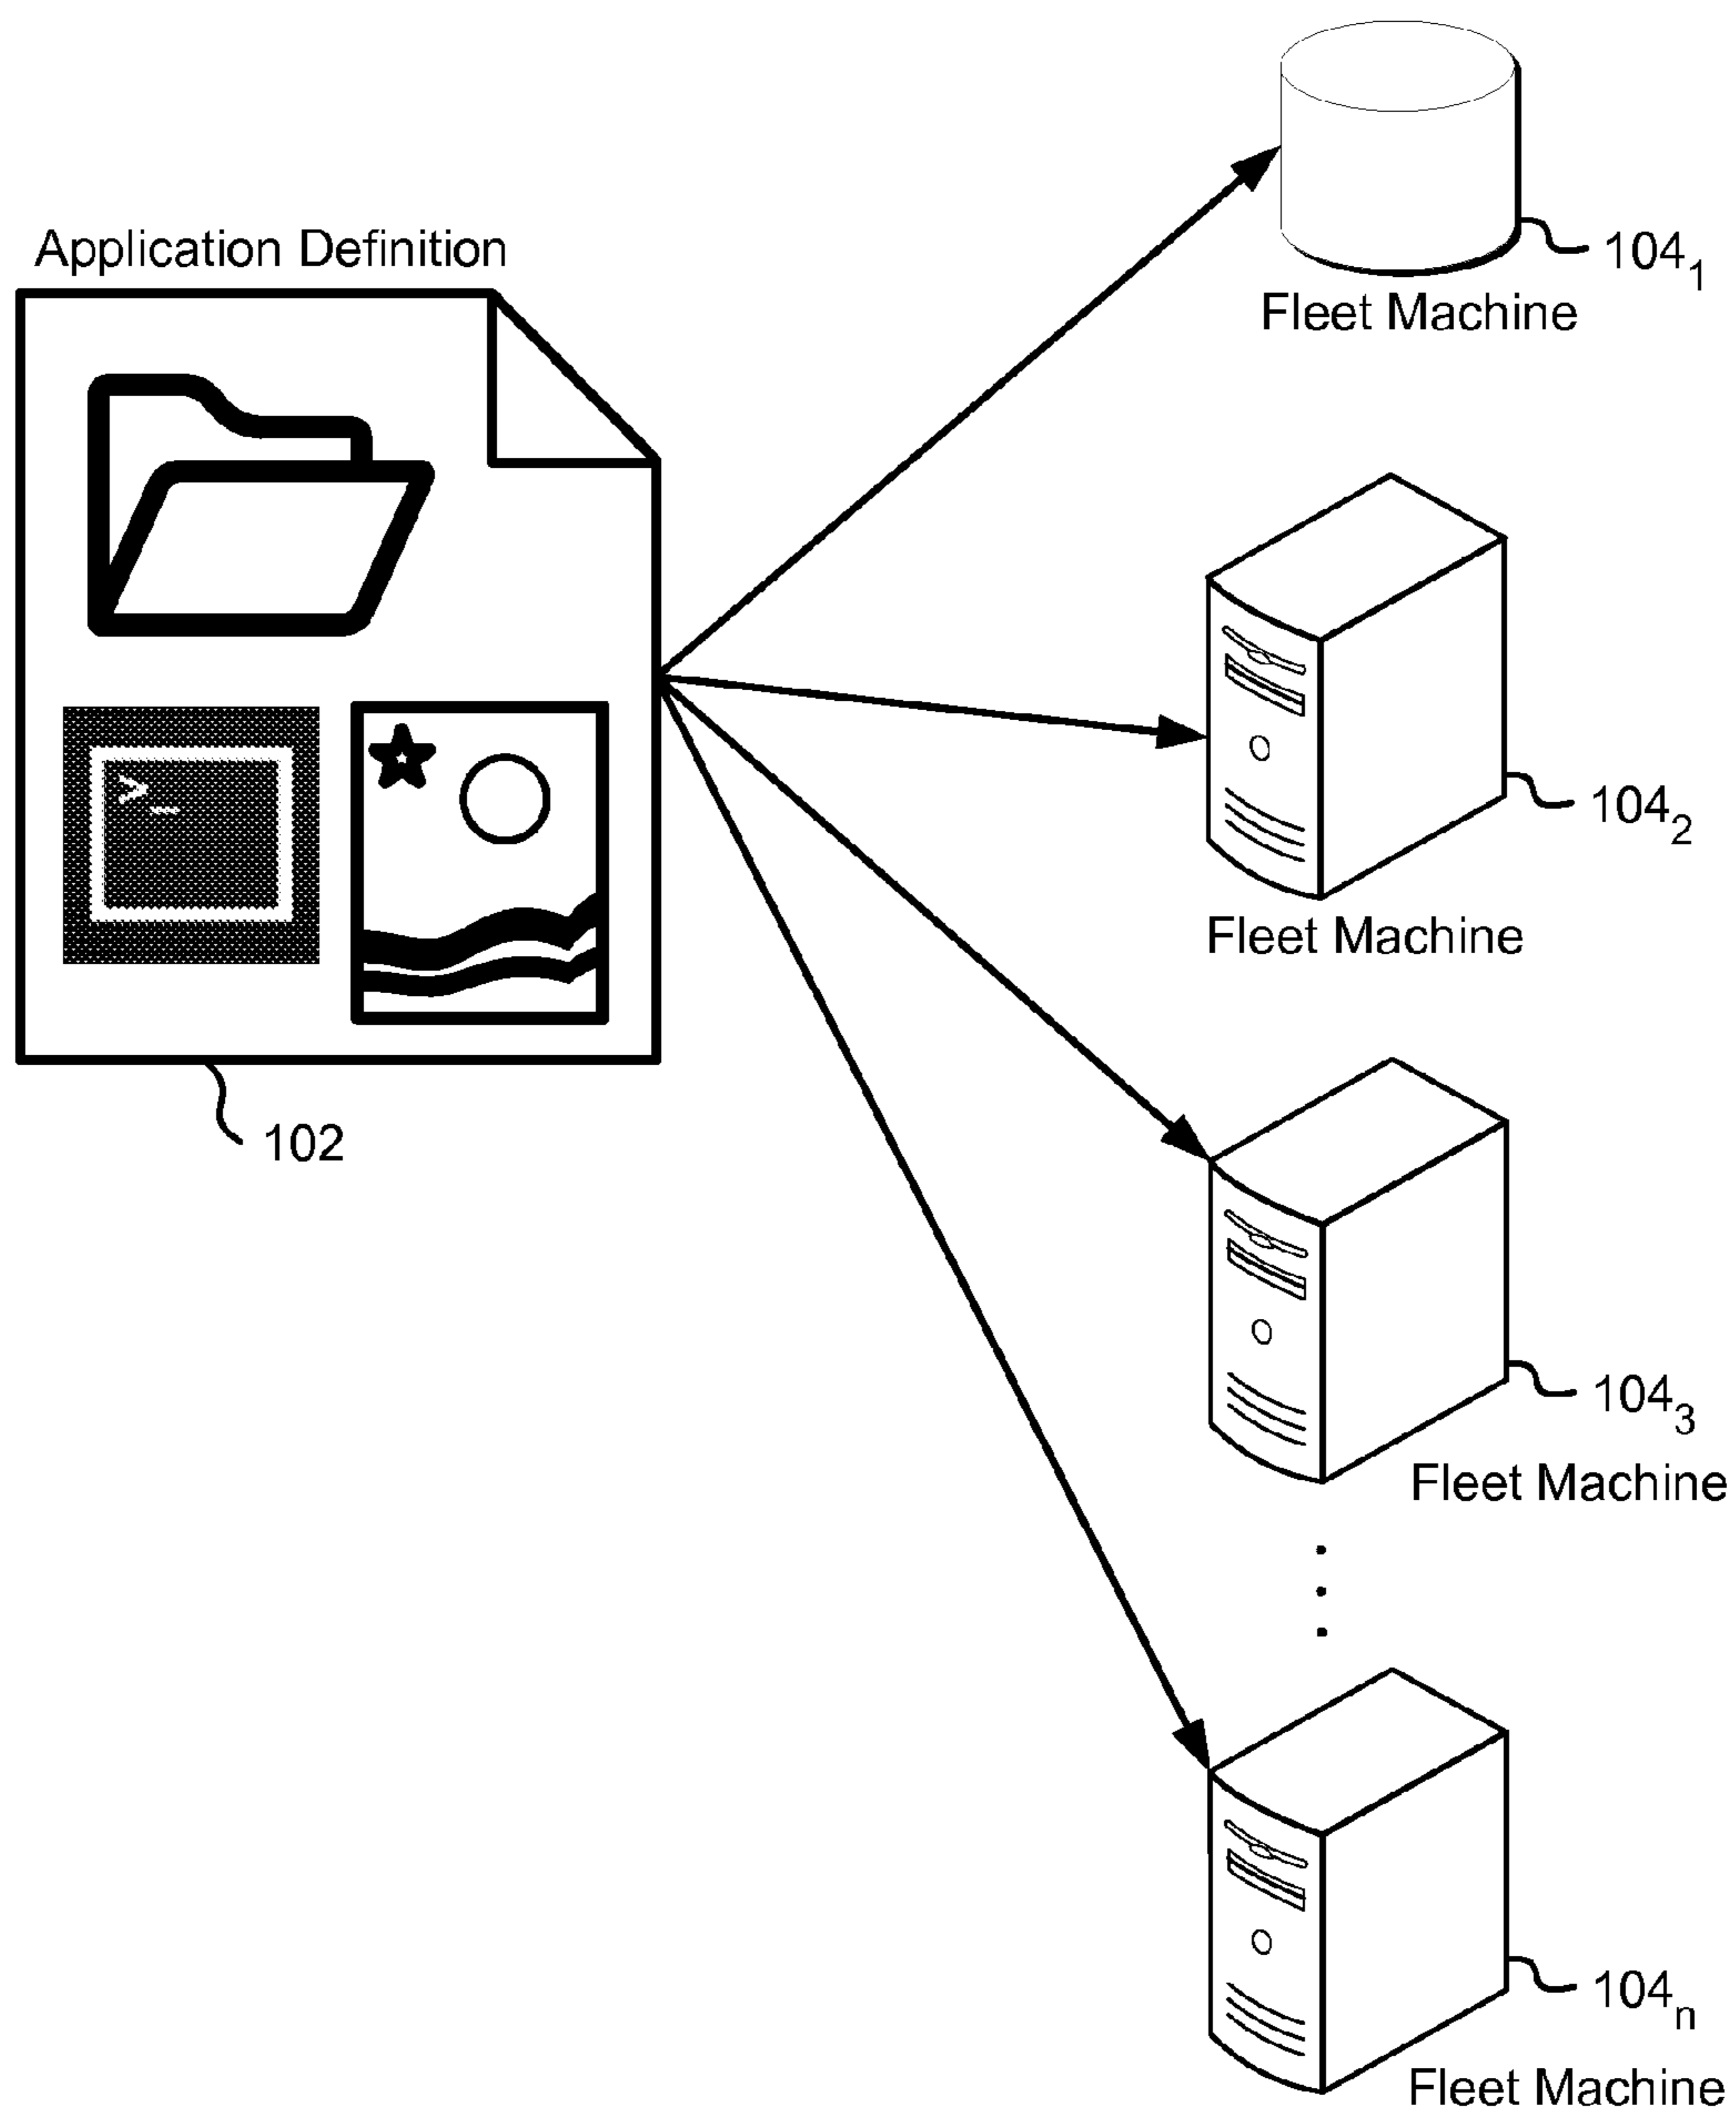 Application Definition
>_
102
104₁
Fleet Machine
104₂
Fleet Machine
104₃
Fleet Machine
104ₙ
Fleet Machine